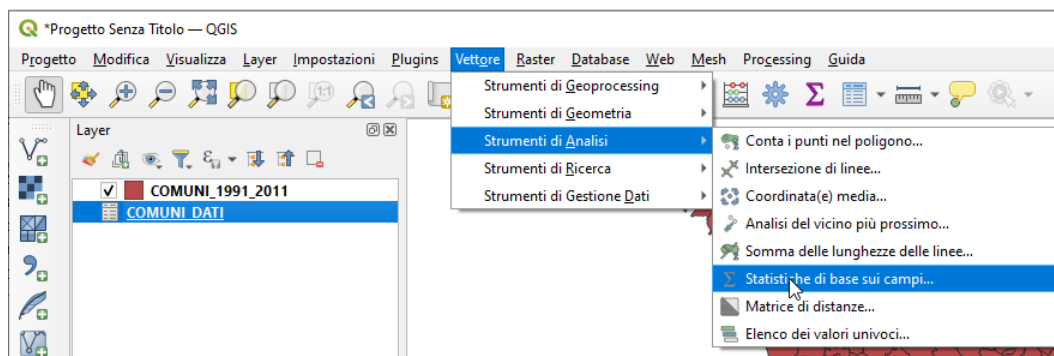 *Progetto Senza Titolo — QGIS
Progetto Modifica Visualizza Layer Impostazioni Plugins Vettore Raster Database Web Mesh Processing Guida
Strumenti di Geoprocessing
Strumenti di Geometria
Strumenti di Analisi
Strumenti di Ricerca
Strumenti di Gestione Dati
Layer
COMUNI_1991_2011
COMUNI_DATI
Conta i punti nel poligono...
Intersezione di linee...
Coordinata(e) media...
Analisi del vicino più prossimo...
Somma delle lunghezze delle linee...
Statistiche di base sui campi...
Matrice di distanze...
Elenco dei valori univoci...